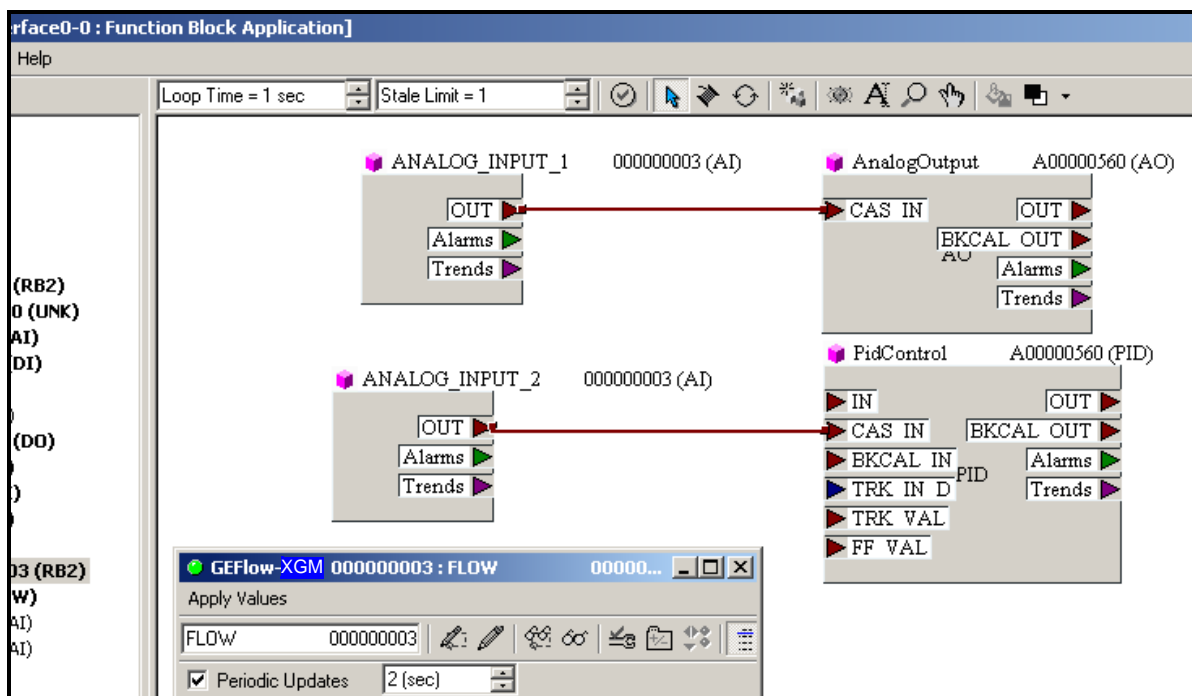 erface0-0 : Function Block Application]
Help
Loop Time = 1 sec
Stale Limit = 1
(RB2)
0 (UNK)
AI)
(DI)
)
(DO)
)
:)
)
03 (RB2)
W)
AI)
AI)
ANALOG_INPUT_1 000000003 (AI)
OUT
Alarms
Trends
AnalogOutput A00000560 (AO)
CAS IN
OUT
BKCAL OUT
AO
Alarms
Trends
ANALOG_INPUT_2 000000003 (AI)
OUT
Alarms
Trends
PidControl A00000560 (PID)
IN
CAS IN
BKCAL IN
TRK IN D
TRK VAL
FF VAL
OUT
BKCAL OUT
PID
Alarms
Trends
GEFlow-XGM 000000003 : FLOW 00000...
Apply Values
FLOW 000000003
Periodic Updates 2 (sec)